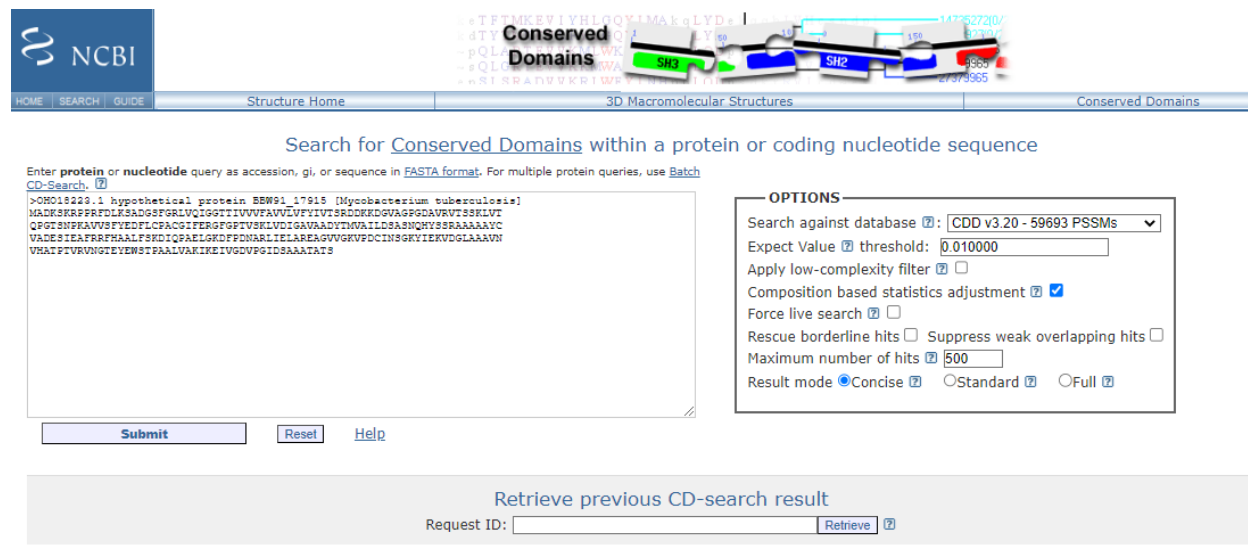 NCBI
Conserved
Domains
SH3
SH2
HOME SEARCH GUIDE Structure Home 3D Macromolecular Structures Conserved Domains
Search for Conserved Domains within a protein or coding nucleotide sequence
Enter protein or nucleotide query as accession, gi, or sequence in FASTA format. For multiple protein queries, use Batch
CD-Search. ?
>OHO18223.1 hypothetical protein BBW91_17915 [Mycobacterium tuberculosis]
MADKSKRPPRFDLKSADGSFGRLVQIGGTTIVVVFAVVLVFYIVTSRDDKKDGVAGPGDAVRVTSSKLVT
QPGTSNPKAVVSFYEDFLCPACGIFERGFGPTVSKLVDIGAVAADYTMVAILDSASNQHYSSRAAAAAYC
VADESIEAFRRFHAALFSKDIQPAELGKDFPDNARLIELAREAGVVGKVPDCINSGKYIEKVDGLAAAVN
VHATPTVRVNGTEYEWSTPAALVAKIKEIVGDVPGIDSAAATATS
OPTIONS
Search against database ?: CDD v3.20 - 59693 PSSMs
Expect Value ? threshold: 0.010000
Apply low-complexity filter ?
Composition based statistics adjustment ?
Force live search ?
Rescue borderline hits Suppress weak overlapping hits
Maximum number of hits ? 500
Result mode Concise ? Standard ? Full ?
Submit Reset Help
Retrieve previous CD-search result
Request ID: Retrieve ?